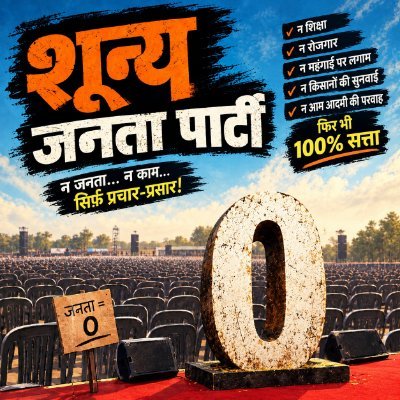 शून्य
जनता पार्टी
न जनता... न काम...
सिर्फ़ प्रचार-प्रसार!
✓ न शिक्षा
✓ न रोजगार
✓ न महंगाई पर लगाम
✓ न किसानों की सुनवाई
✓ न आम आदमी की परवाह
फिर भी
100% सत्ता
जनता =
0
0